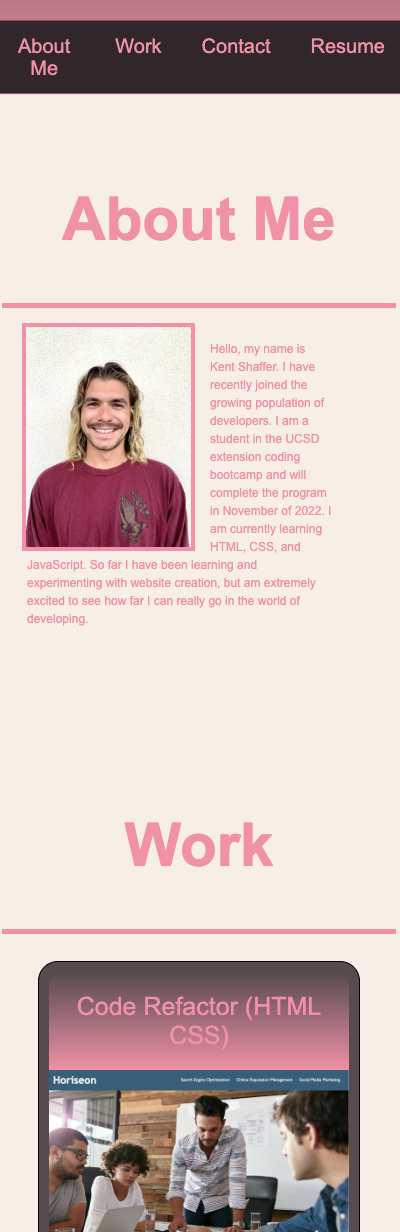 About Work Contact Resume
Me
About Me
Hello, my name is
Kent Shaffer. I have
recently joined the
growing population of
developers. I am a
student in the UCSD
extension coding
bootcamp and will
complete the program
in November of 2022. I
am currently learning
HTML, CSS, and
JavaScript. So far I have been learning and
experimenting with website creation, but am extremely
excited to see how far I can really go in the world of
developing.
Work
Code Refactor (HTML
CSS)
Horiseon Search Engine Optimization Online Reputation Management Social Media Marketing